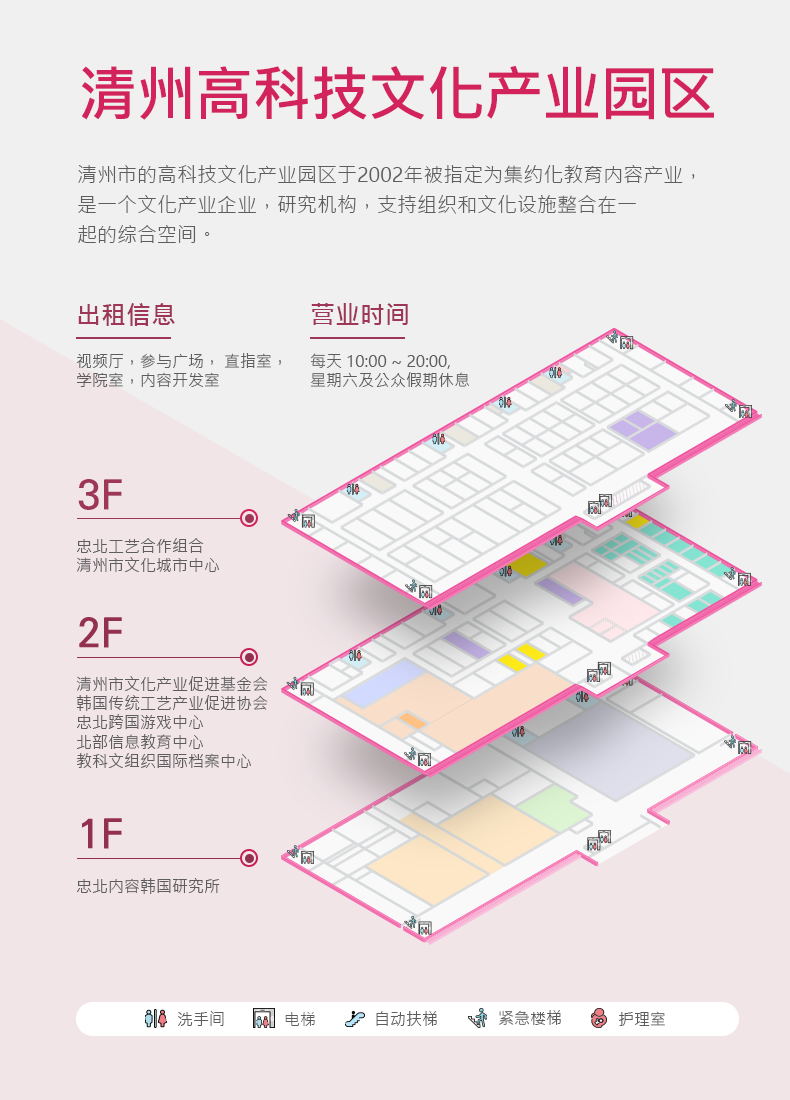 清州高科技文化产业园区
清州市的高科技文化产业园区于2002年被指定为集约化教育内容产业，
是一个文化产业企业，研究机构，支持组织和文化设施整合在一
起的综合空间。
出租信息
视频厅，参与广场， 直指室，
学院室，内容开发室
营业时间
每天 10:00 ~ 20:00,
星期六及公众假期休息
3F
忠北工艺合作组合
清州市文化城市中心
2F
清州市文化产业促进基金会
韩国传统工艺产业促进协会
忠北跨国游戏中心
北部信息教育中心
教科文组织国际档案中心
1F
忠北内容韩国研究所
洗手间 电梯 自动扶梯 紧急楼梯 护理室